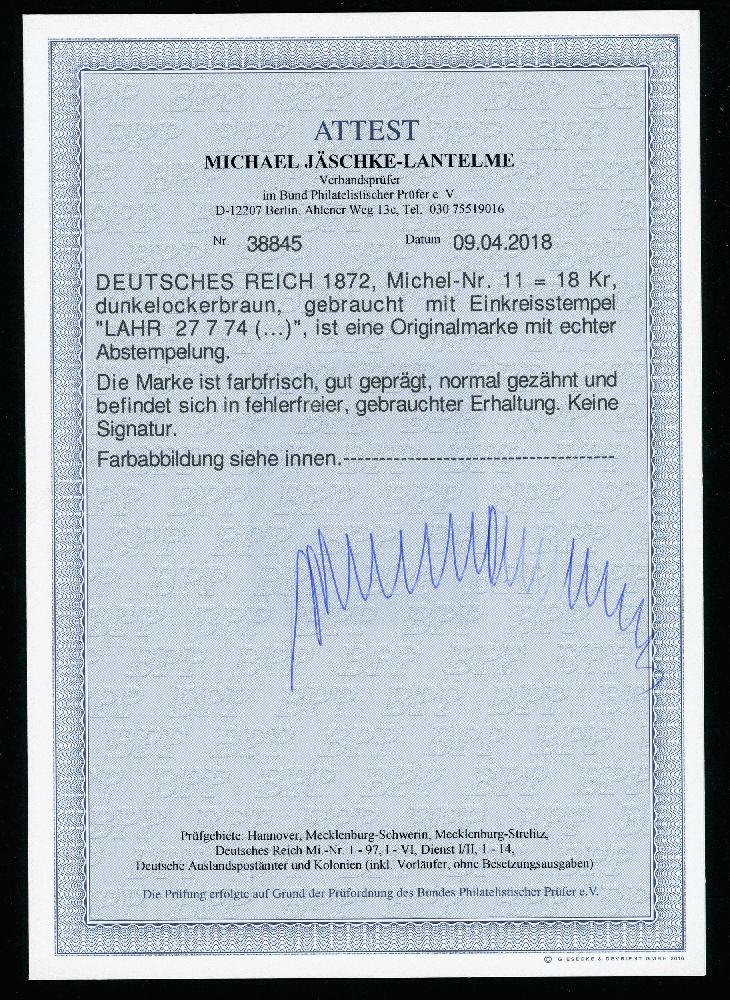 ATTEST
MICHAEL JÄSCHKE-LANTELME
Verbandsprüfer
im Bund Philatelistischer Prüfer e. V
D-12207 Berlin, Ahlener Weg 13c, Tel. 030 75519016
Nr. 38845 Datum 09.04.2018
DEUTSCHES REICH 1872, Michel-Nr. 11 = 18 Kr,
dunkelockerbraun, gebraucht mit Einkreisstempel
"LAHR 27 7 74 (...)", ist eine Originalmarke mit echter
Abstempelung.
Die Marke ist farbfrisch, gut geprägt, normal gezähnt und
befindet sich in fehlerfreier, gebrauchter Erhaltung. Keine
Signatur.
Farbabbildung siehe innen.--------------------------------------
Prüfgebiete: Hannover, Mecklenburg-Schwerin, Mecklenburg-Strelitz,
Deutsches Reich Mi.-Nr. 1 - 97, I - VI, Dienst I/II, 1 - 14,
Deutsche Auslandspostämter und Kolonien (inkl. Vorläufer, ohne Besetzungsausgaben)
Die Prüfung erfolgte auf Grund der Prüfordnung des Bundes Philatelistischer Prüfer e.V.
© GIESECKE & DEVRIENT GMBH 2010